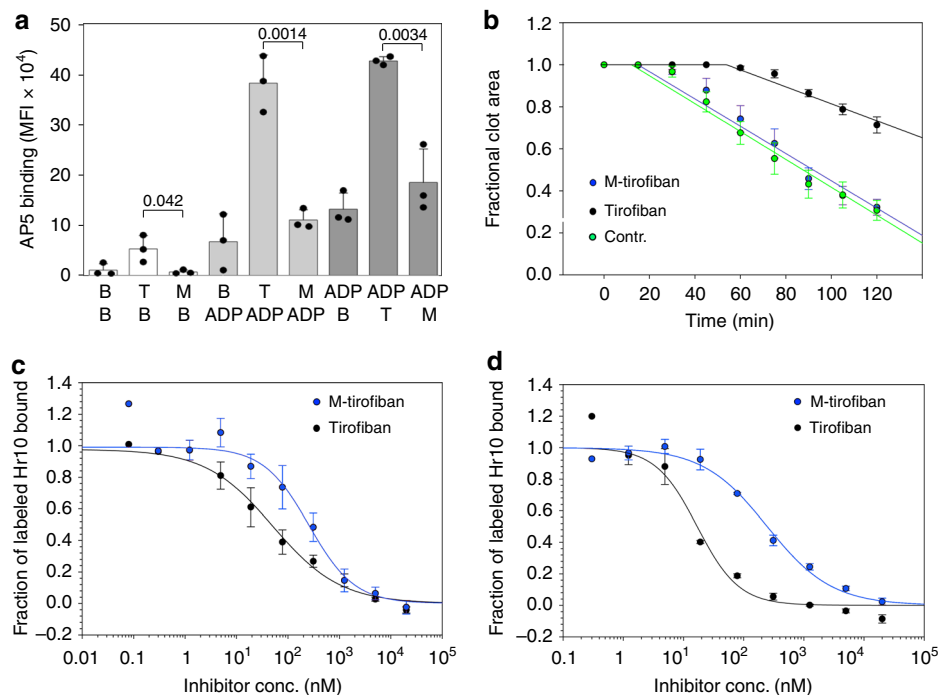 a
AP5 binding (MFI × 10⁴)
50
40
30
20
10
0
0.042
0.0014
0.0034
B T M B T M ADP ADP ADP
B B B ADP ADP ADP B T M
b
Fractional clot area
1.0
0.8
0.6
0.4
1.2
0.0
M-tirofiban
Tirofiban
Contr.
0 20 40 60 80 100 120
Time (min)
c
Fraction of labeled Hr10 bound
1.4
1.2
1.0
0.8
0.6
0.4
0.2
0.0
−0.2
M-tirofiban
Tirofiban
0.01 0.1 1 10¹ 10² 10³ 10⁴ 10⁵
Inhibitor conc. (nM)
d
Fraction of labeled Hr10 bound
1.4
1.2
1.0
0.8
0.6
0.4
0.2
0.0
−0.2
M-tirofiban
Tirofiban
0.1 1 10¹ 10² 10³ 10⁴ 10⁵
Inhibitor conc. (nM)